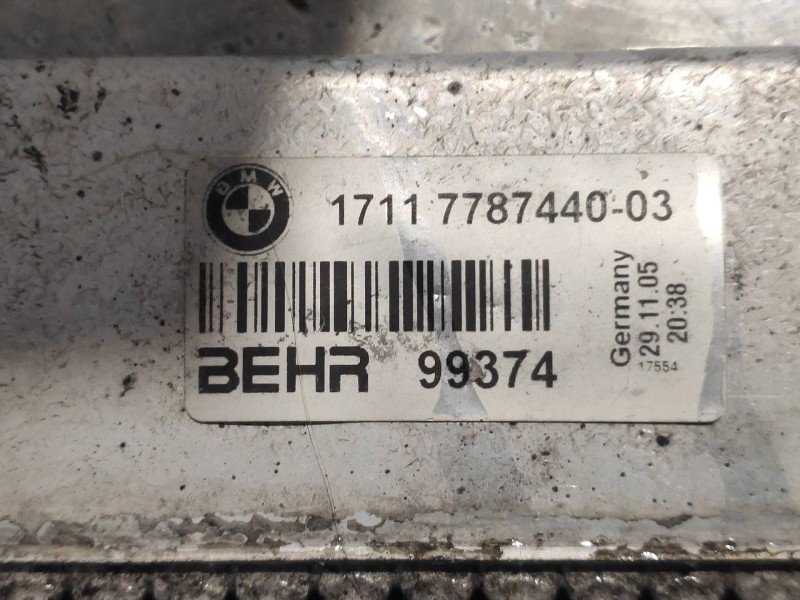 BMW
1711 7787440-03
BEHR 99374
Germany
29.11.05
20:38
17554